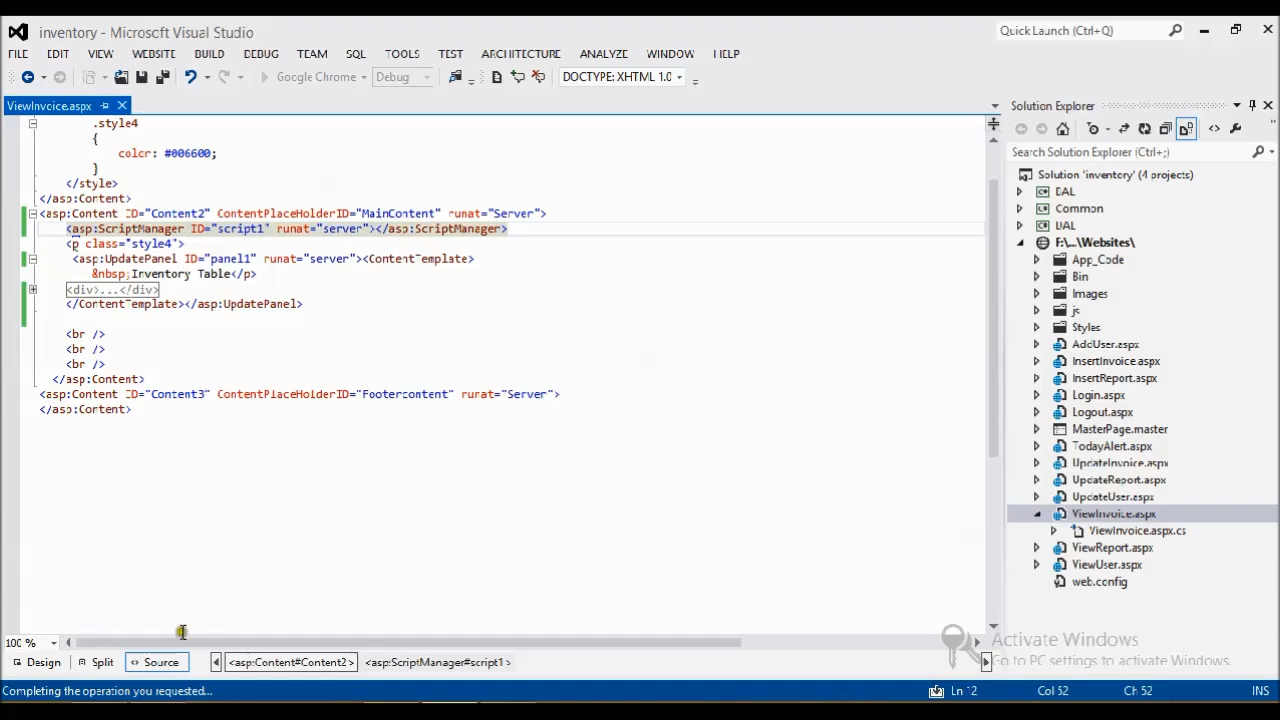 inventory - Microsoft Visual Studio
Quick Launch (Ctrl+Q)
FILE EDIT VIEW WEBSITE BUILD DEBUG TEAM SQL TOOLS TEST ARCHITECTURE ANALYZE WINDOW HELP
Google Chrome Debug DOCTYPE: XHTML 1.0
ViewInvoice.aspx
.style4
{
color: #006600;
}
</style>
</asp:Content>
<asp:Content ID="Content2" ContentPlaceHolderID="MainContent" runat="Server">
<asp:ScriptManager ID="script1" runat="server"></asp:ScriptManager>
<p class="style4">
<asp:UpdatePanel ID="panel1" runat="server"><ContentTemplate>
&nbsp;Inventory Table</p>
<div>...</div>
</ContentTemplate></asp:UpdatePanel>
<br />
<br />
<br />
</asp:Content>
<asp:Content ID="Content3" ContentPlaceHolderID="Footercontent" runat="Server">
</asp:Content>
100 %
Design Split Source <asp:Content#Content2> <asp:ScriptManager#script1>
Completing the operation you requested...
Ln 12 Col 52 Ch 52 INS
Solution Explorer
Search Solution Explorer (Ctrl+;)
Solution 'inventory' (4 projects)
BAL
Common
DAL
F:\...\Websites\
App_Code
Bin
Images
js
Styles
AddUser.aspx
InsertInvoice.aspx
InsertReport.aspx
Login.aspx
Logout.aspx
MasterPage.master
TodayAlert.aspx
UpdateInvoice.aspx
UpdateReport.aspx
UpdateUser.aspx
ViewInvoice.aspx
ViewInvoice.aspx.cs
ViewReport.aspx
ViewUser.aspx
web.config
Activate Windows
Go to PC settings to activate Windows.